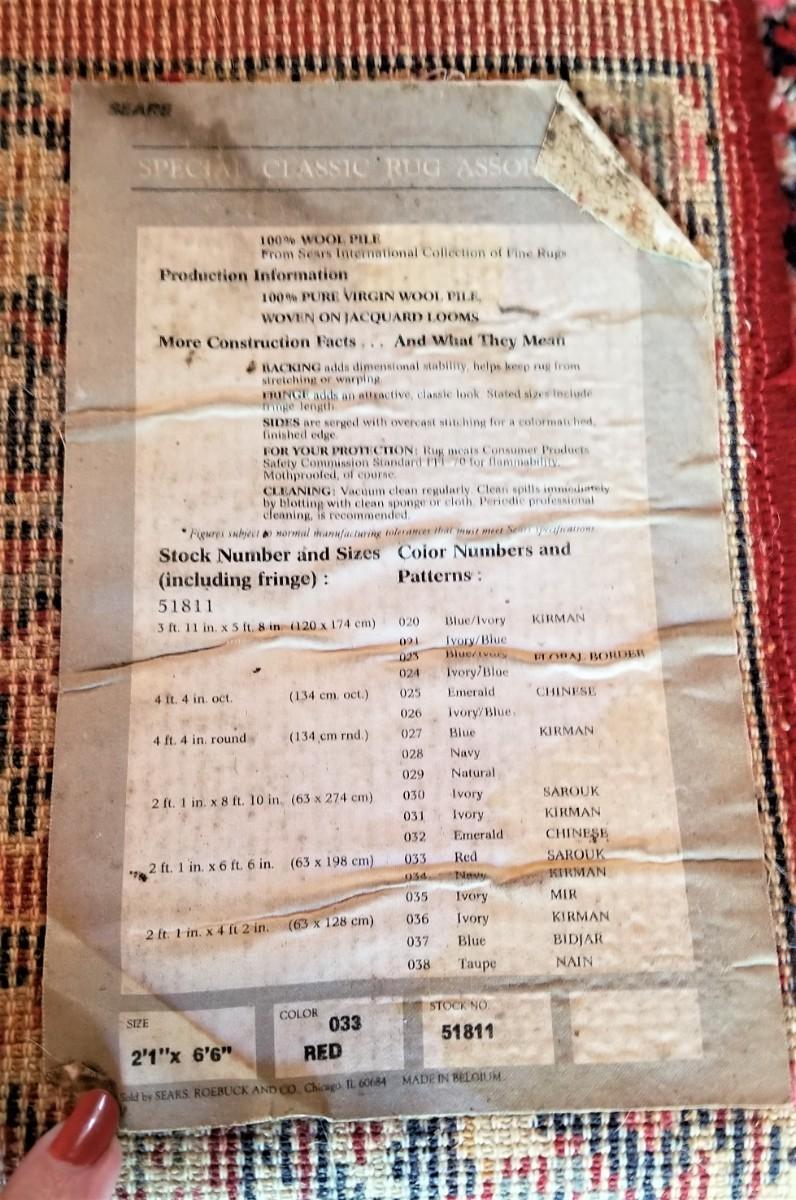 SEARS
SPECIAL CLASSIC RUG
100% WOOL PILE
From Sears International Collection of Fine Rugs
Production Information
100% PURE VIRGIN WOOL PILE,
WOVEN ON JACQUARD LOOMS
More Construction Facts . . . And What They Mean
BACKING adds dimensional stability, helps keep rug from
stretching or warping
FRINGE adds an attractive, classic look. Stated sizes include
fringe length.
SIDES are serged with overcast stitching for a colormatched,
finished edge.
FOR YOUR PROTECTION: Rug meats Consumer Products
Safety Commission Standard FF1-70 for flammability.
Mothproofed, of course.
CLEANING: Vacuum clean regularly. Clean spills immediately
by blotting with clean sponge or cloth. Periodic professional
cleaning, is recommended.
* Figures subject to normal manufacturing tolerances that must meet Sears specifications.
Stock Number and Sizes Color Numbers and
(including fringe) : Patterns :
51811
3 ft. 11 in. x 5 ft. 8 in. (120 x 174 cm) 020 Blue/Ivory KIRMAN
021 Ivory/Blue
023 Blue/Ivory FLORAL BORDER
024 Ivory/Blue
4 ft. 4 in. oct. (134 cm. oct.) 025 Emerald CHINESE
026 Ivory/Blue
4 ft. 4 in. round (134 cm rnd.) 027 Blue KIRMAN
028 Navy
029 Natural
2 ft. 1 in. x 8 ft. 10 in. (63 x 274 cm) 030 Ivory SAROUK
031 Ivory KIRMAN
032 Emerald CHINESE
2 ft. 1 in. x 6 ft. 6 in. (63 x 198 cm) 033 Red SAROUK
034 Navy KIRMAN
035 Ivory MIR
2 ft. 1 in. x 4 ft 2 in. (63 x 128 cm) 036 Ivory KIRMAN
037 Blue BIDJAR
038 Taupe NAIN
SIZE COLOR 033 STOCK NO.
2'1"x 6'6" RED 51811
Sold by SEARS, ROEBUCK AND CO., Chicago, IL 60684 MADE IN BELGIUM